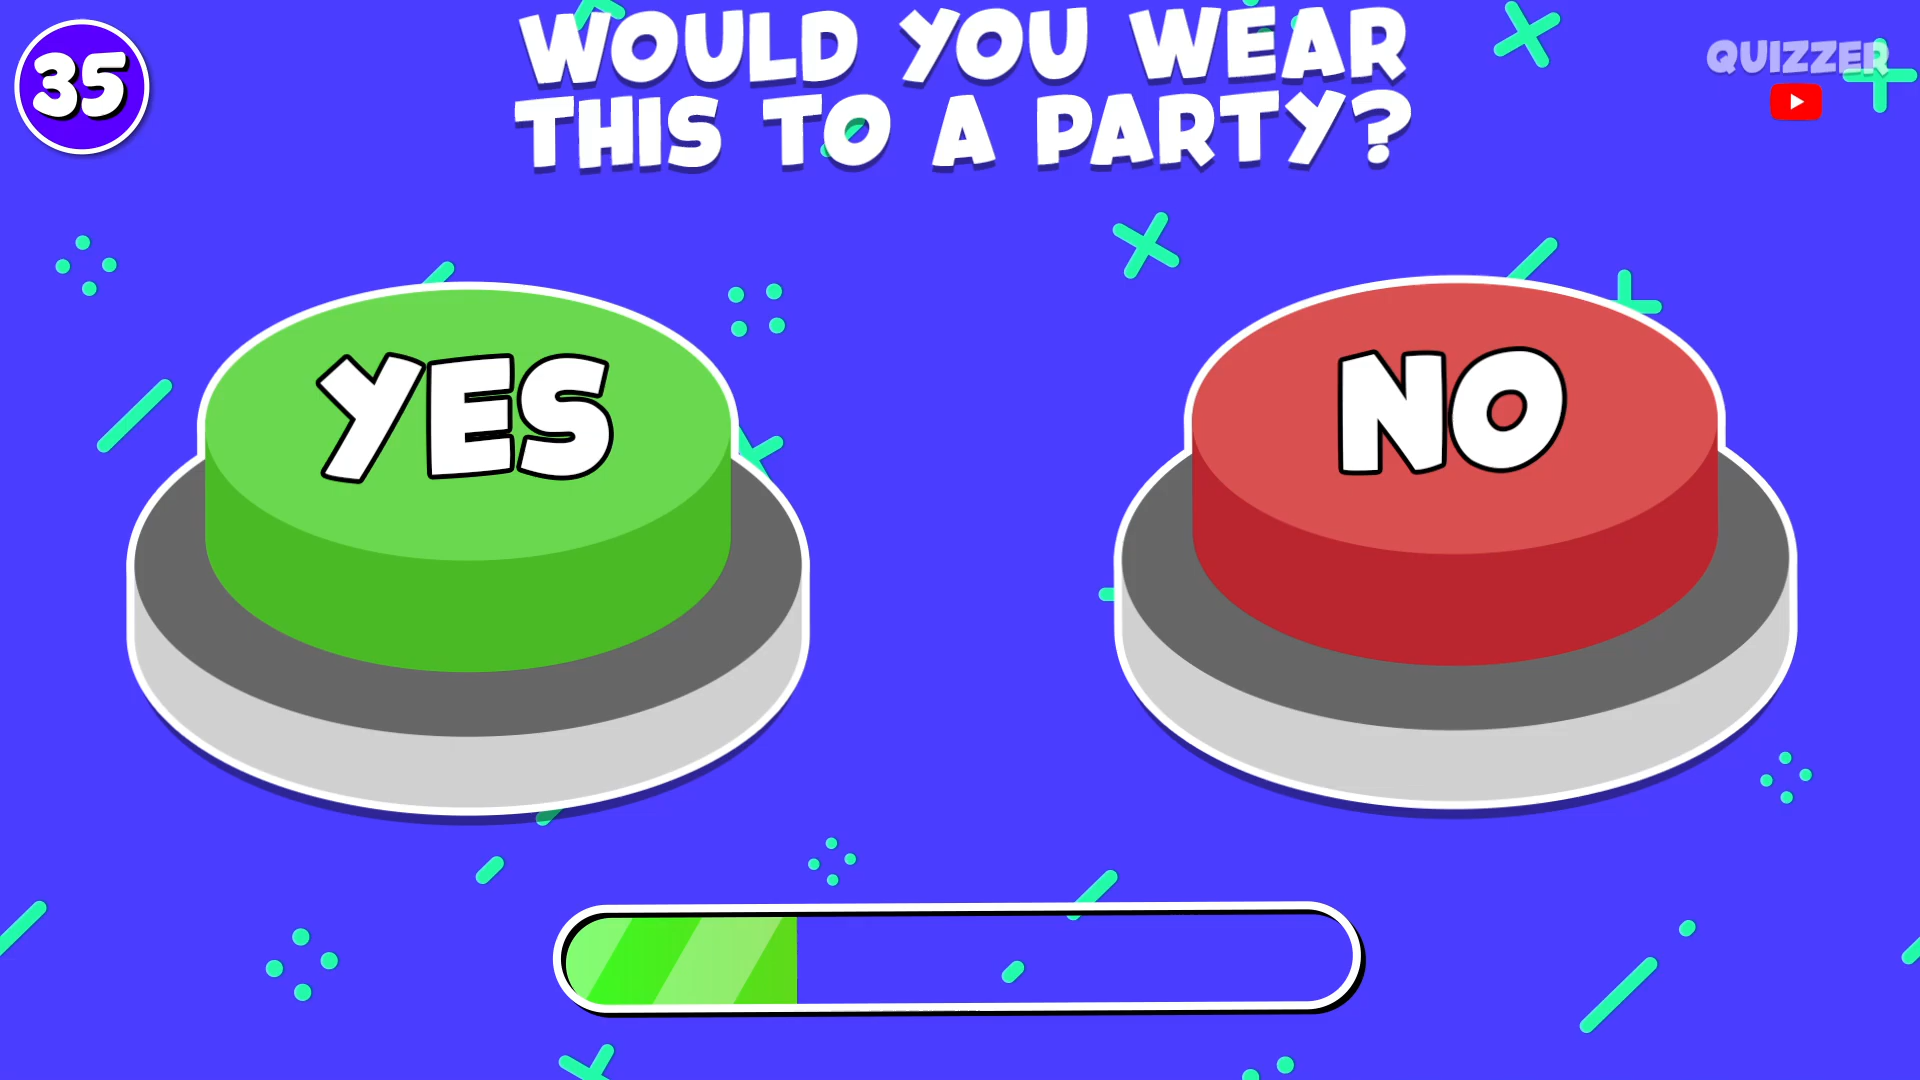 35
WOULD YOU WEAR
THIS TO A PARTY?
QUIZZER
YES
NO